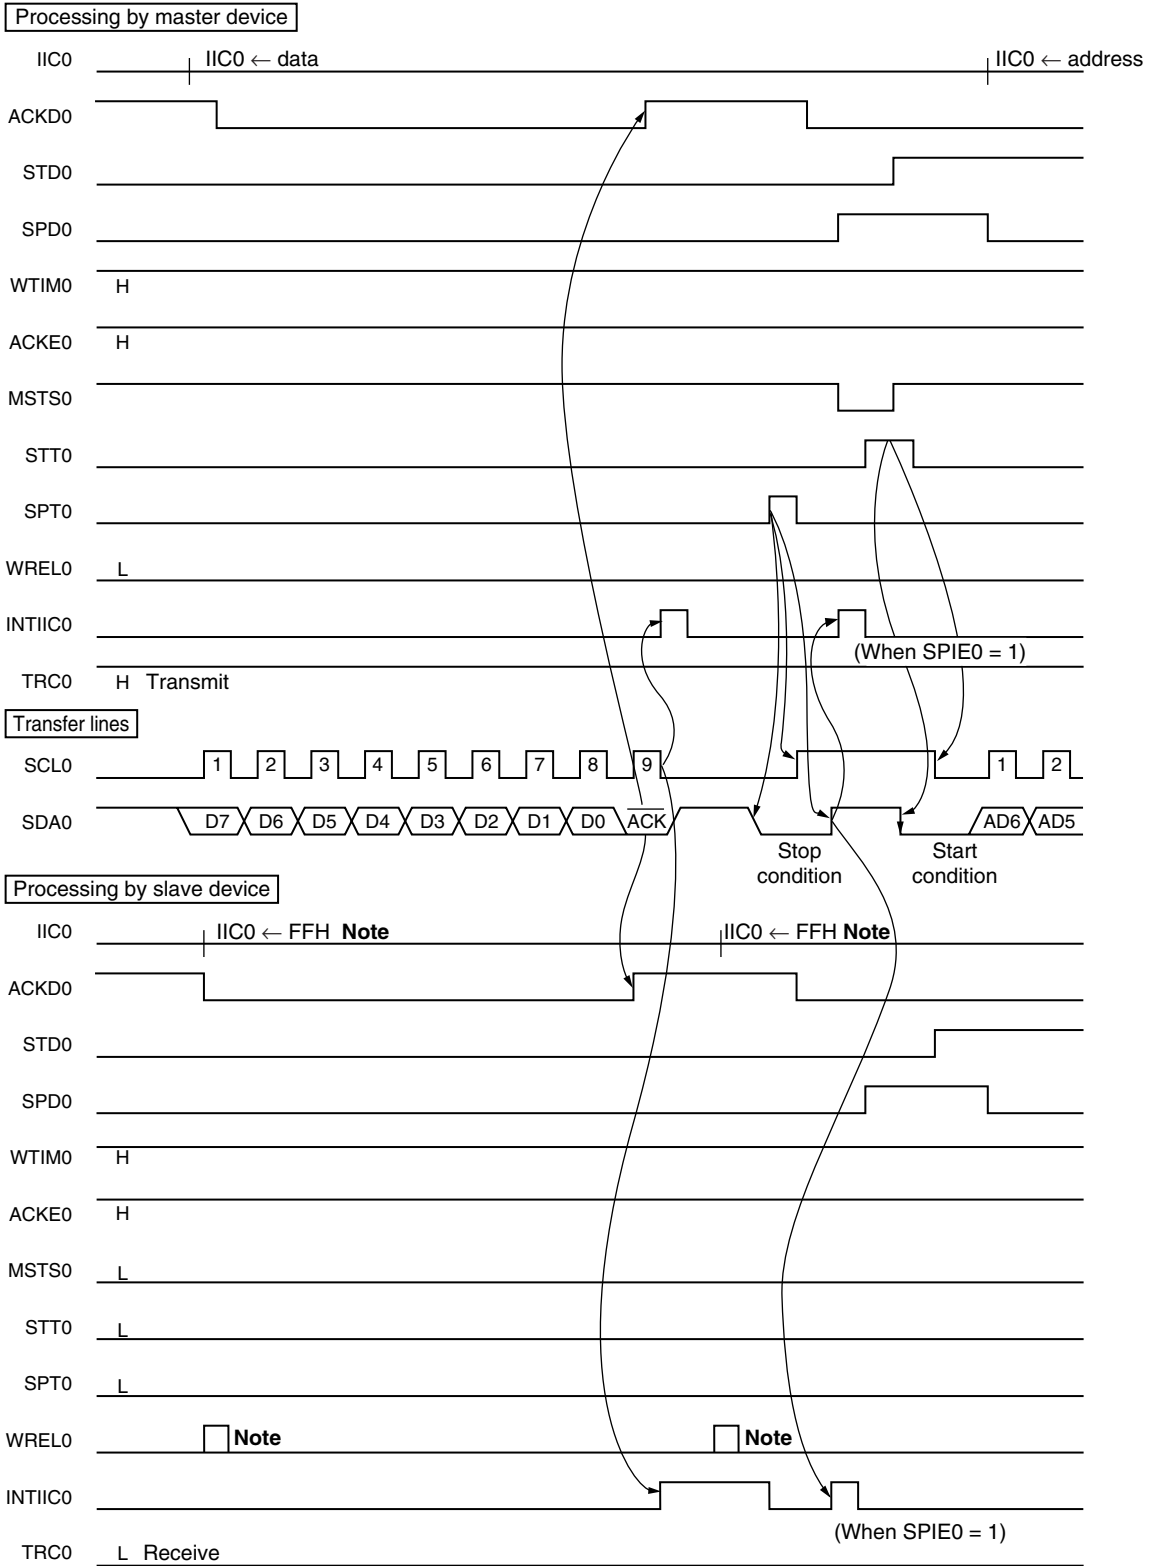 Processing by master device
IIC0 IIC0 ← data IIC0 ← address
ACKD0
STD0
SPD0
WTIM0 H
ACKE0 H
MSTS0
STT0
SPT0
WREL0 L
INTIIC0
(When SPIE0 = 1)
TRC0 H Transmit
Transfer lines
SCL0 1 2 3 4 5 6 7 8 9 1 2
SDA0 D7 D6 D5 D4 D3 D2 D1 D0 A̅C̅K̅ AD6 AD5
Stop condition
Start condition
Processing by slave device
IIC0 IIC0 ← FFH Note IIC0 ← FFH Note
ACKD0
STD0
SPD0
WTIM0 H
ACKE0 H
MSTS0 L
STT0 L
SPT0 L
WREL0 Note Note
INTIIC0
(When SPIE0 = 1)
TRC0 L Receive